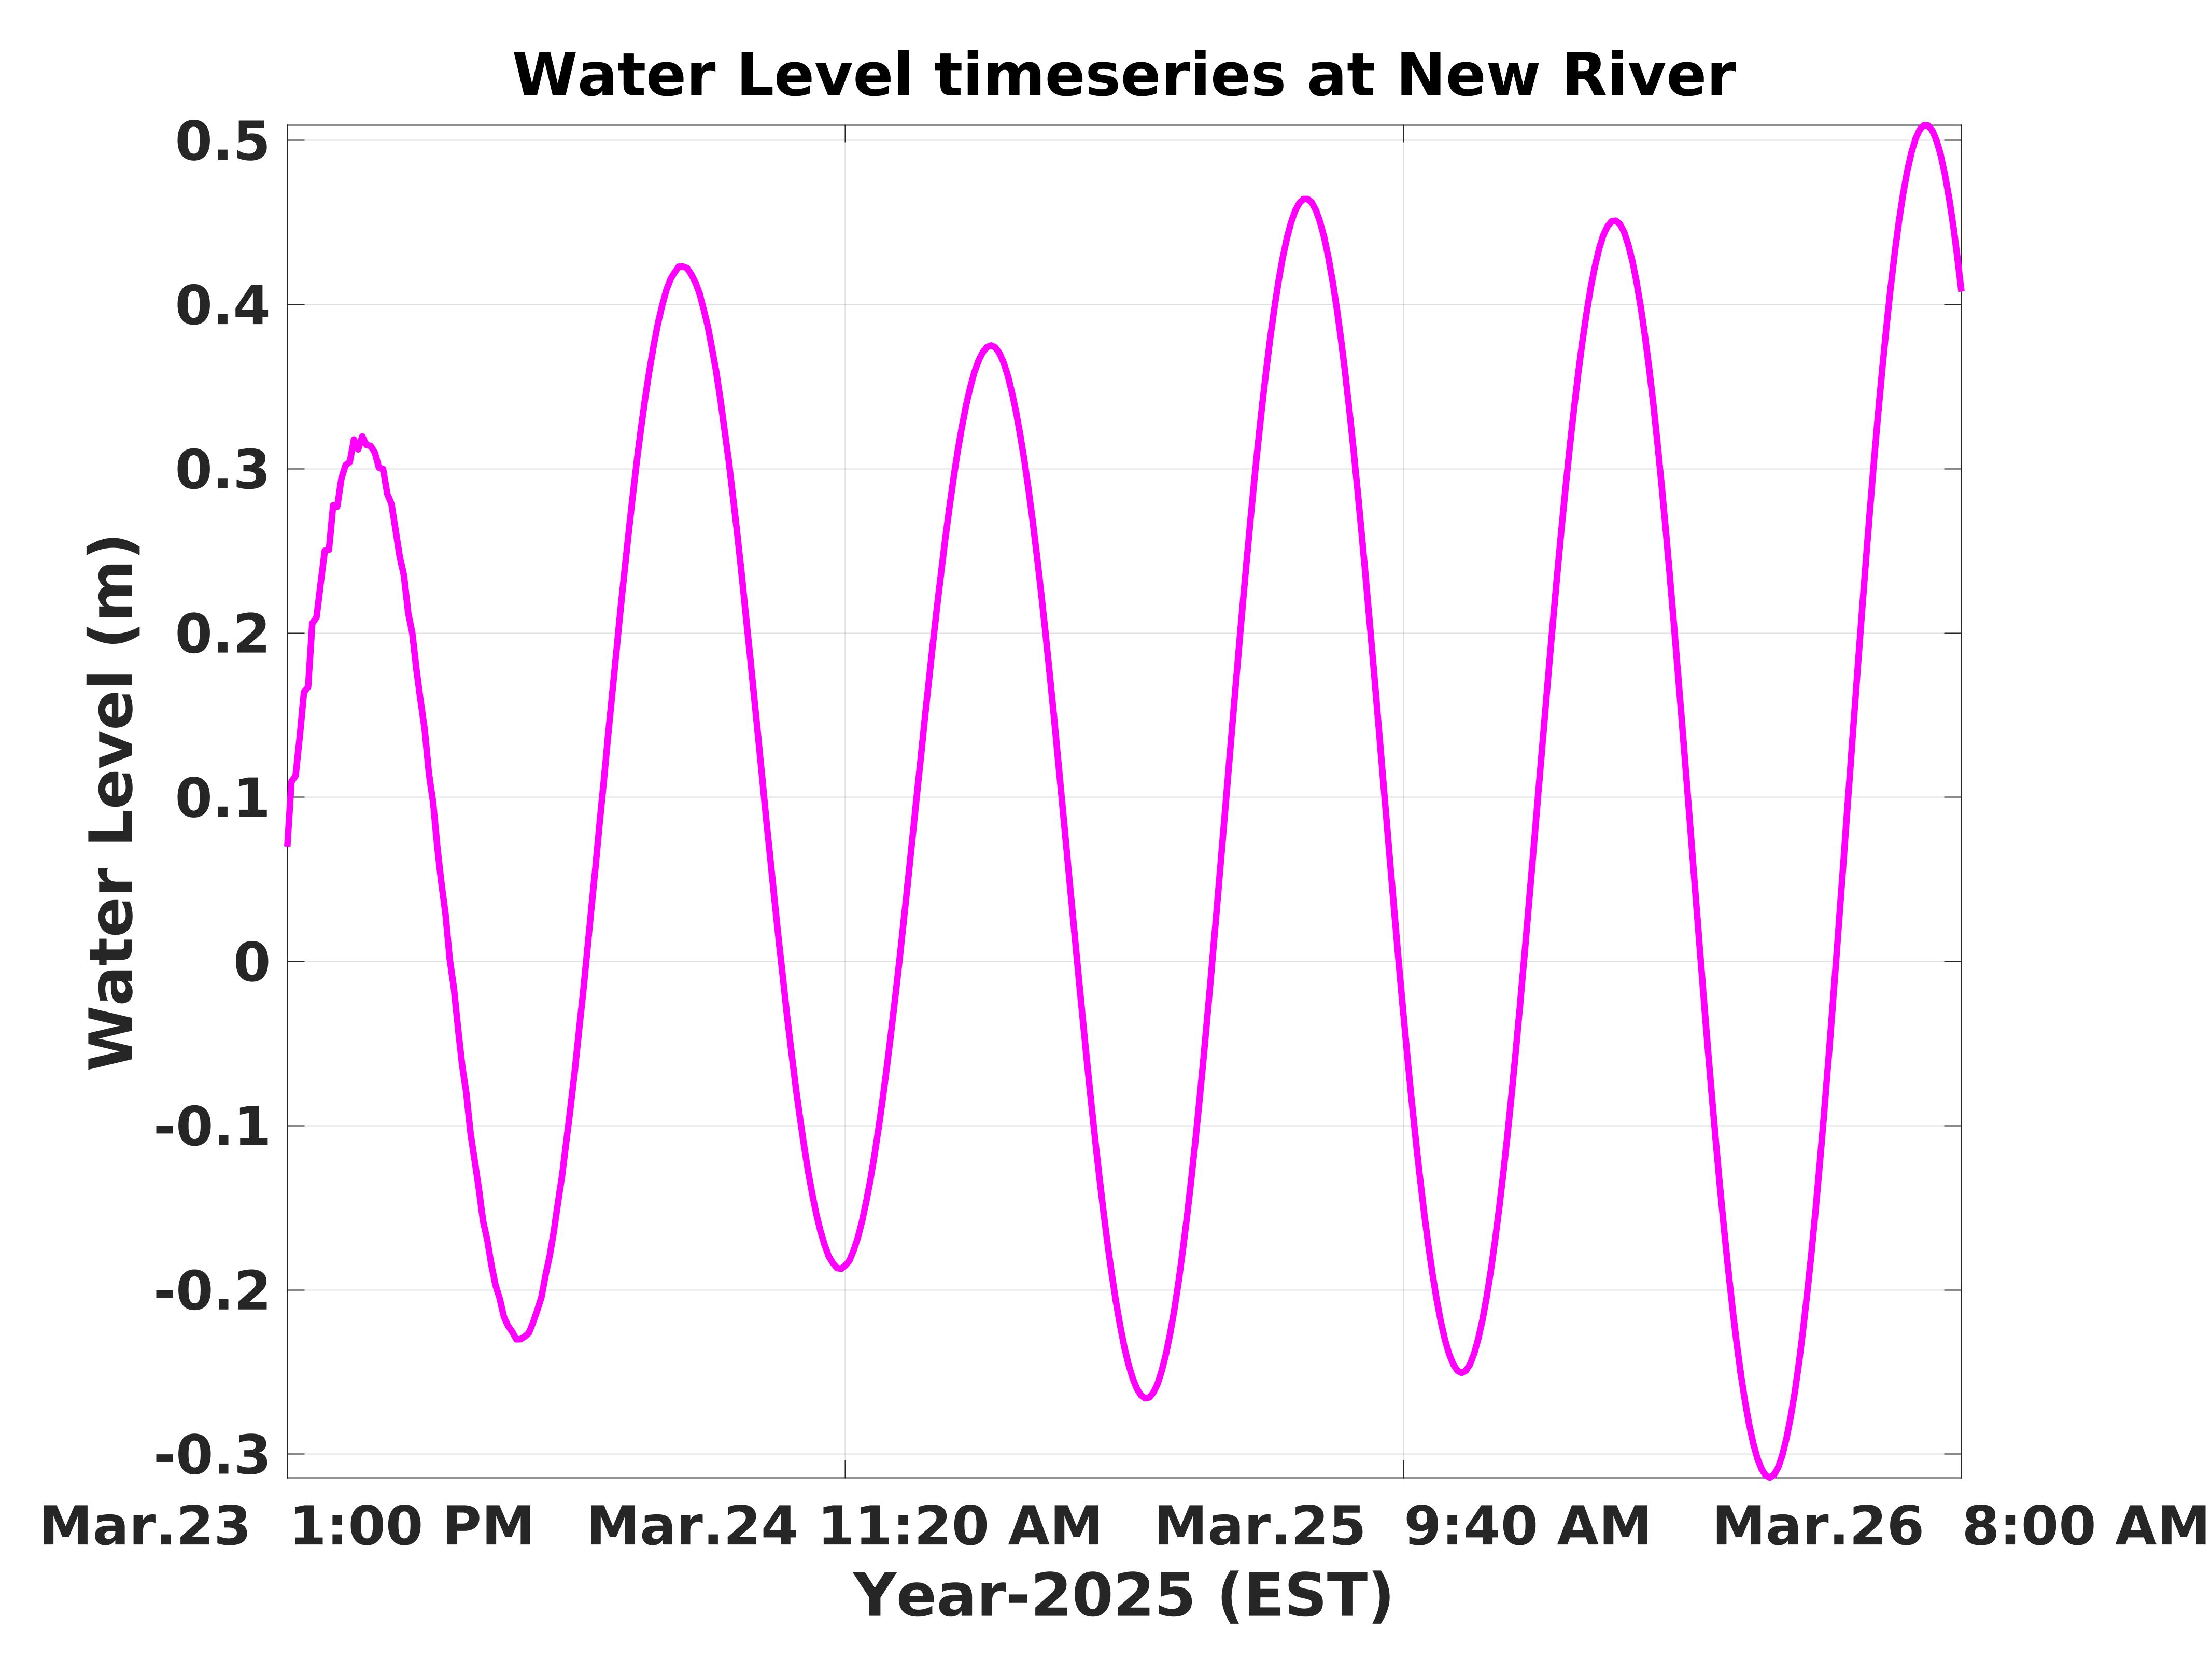 Water Level timeseries at New River
0.5
0.4
0.3
0.2
0.1
0
-0.1
-0.2
-0.3
Water Level (m)
Mar.23 1:00 PM Mar.24 11:20 AM Mar.25 9:40 AM Mar.26 8:00 AM
Year-2025 (EST)